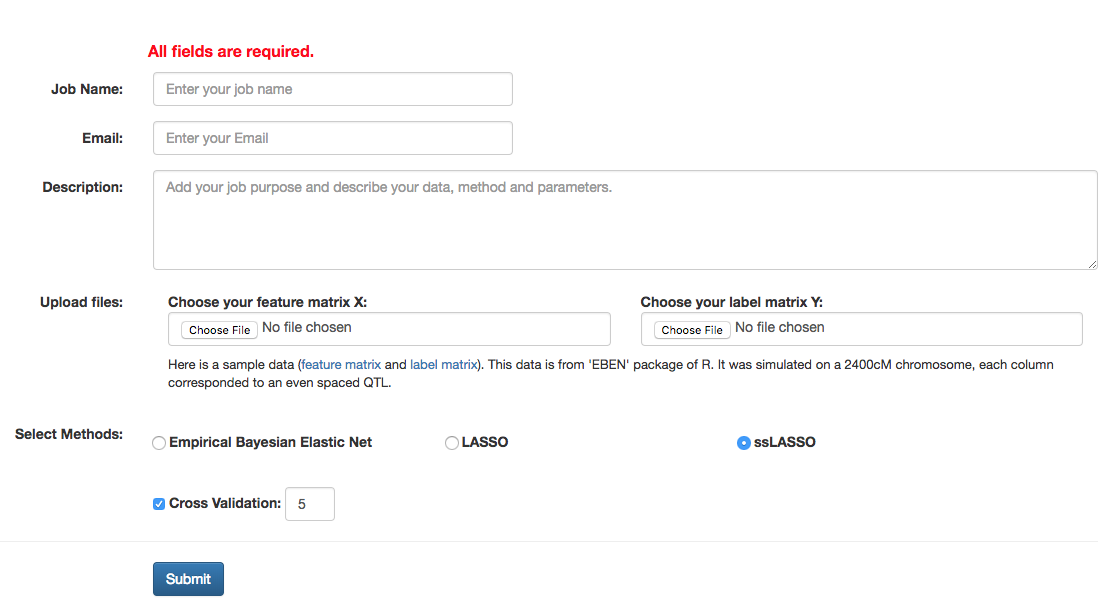 All fields are required.
Job Name: Enter your job name
Email: Enter your Email
Description: Add your job purpose and describe your data, method and parameters.
Upload files: Choose your feature matrix X: Choose your label matrix Y:
Choose File No file chosen Choose File No file chosen
Here is a sample data (feature matrix and label matrix). This data is from 'EBEN' package of R. It was simulated on a 2400cM chromosome, each column
corresponded to an even spaced QTL.
Select Methods: Empirical Bayesian Elastic Net LASSO ssLASSO
Cross Validation: 5
Submit